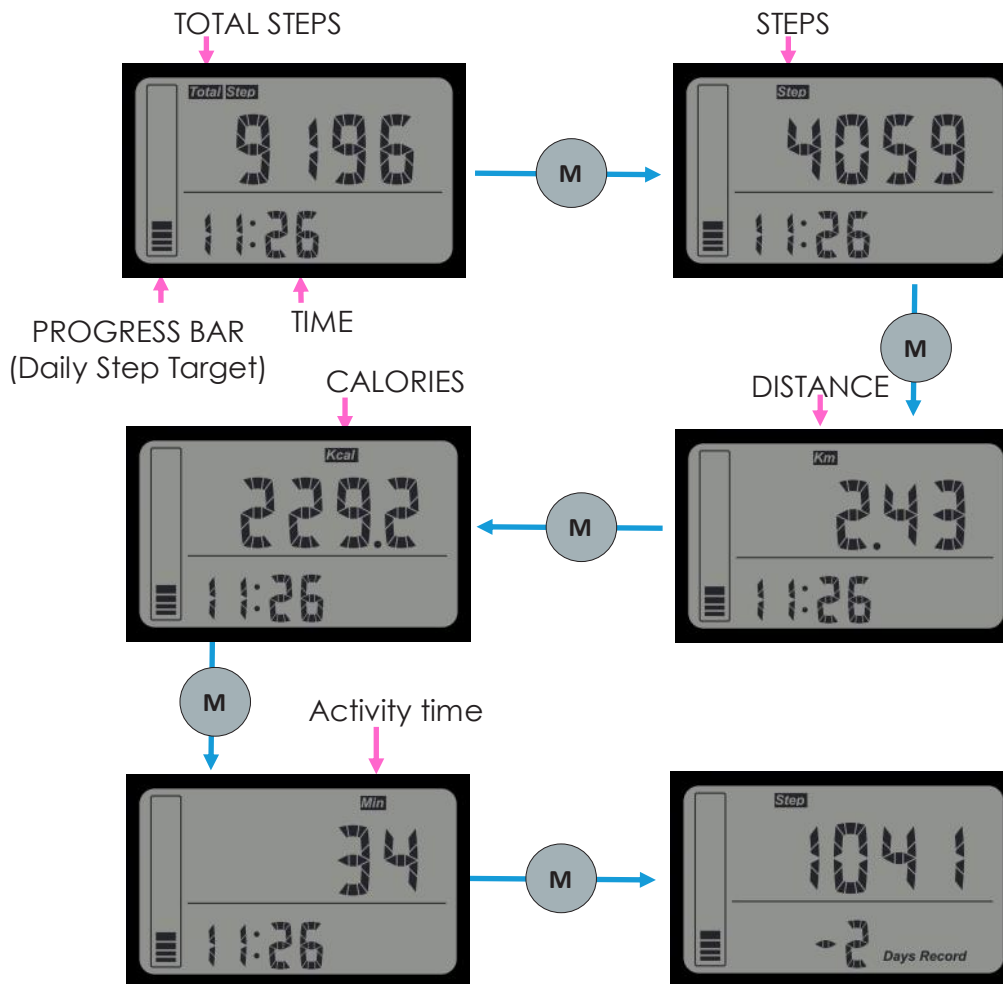 TOTAL STEPS
STEPS
Total Step
9196
11:26
M
Step
4059
11:26
PROGRESS BAR
(Daily Step Target)
TIME
M
CALORIES
DISTANCE
Kcal
229.2
11:26
M
Km
2.43
11:26
M
Activity time
Min
34
11:26
M
Step
1041
-2 Days Record